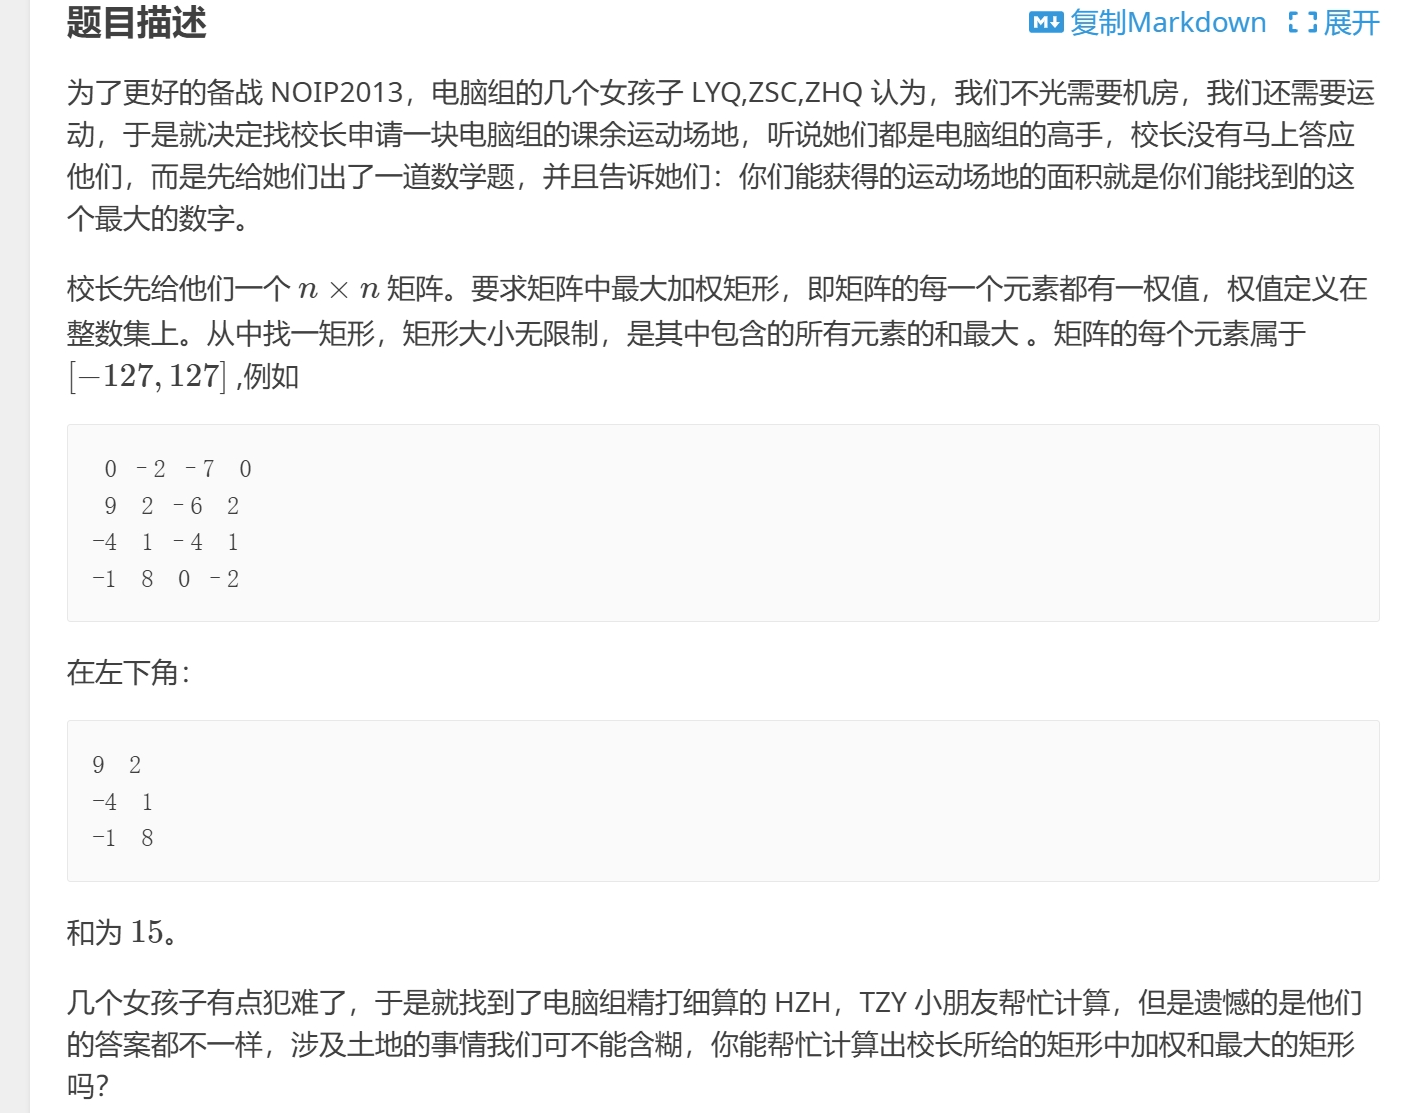 题目描述
复制Markdown 展开
为了更好的备战 NOIP2013，电脑组的几个女孩子 LYQ,ZSC,ZHQ 认为，我们不光需要机房，我们还需要运
动，于是就决定找校长申请一块电脑组的课余运动场地，听说她们都是电脑组的高手，校长没有马上答应
他们，而是先给她们出了一道数学题，并且告诉她们：你们能获得的运动场地的面积就是你们能找到的这
个最大的数字。
校长先给他们一个 n × n 矩阵。要求矩阵中最大加权矩形，即矩阵的每一个元素都有一权值，权值定义在
整数集上。从中找一矩形，矩形大小无限制，是其中包含的所有元素的和最大 。矩阵的每个元素属于
[−127, 127] ,例如
0 -2 -7 0
9 2 -6 2
-4 1 -4 1
-1 8 0 -2
在左下角：
9 2
-4 1
-1 8
和为 15。
几个女孩子有点犯难了，于是就找到了电脑组精打细算的 HZH，TZY 小朋友帮忙计算，但是遗憾的是他们
的答案都不一样，涉及土地的事情我们可不能含糊，你能帮忙计算出校长所给的矩形中加权和最大的矩形
吗？